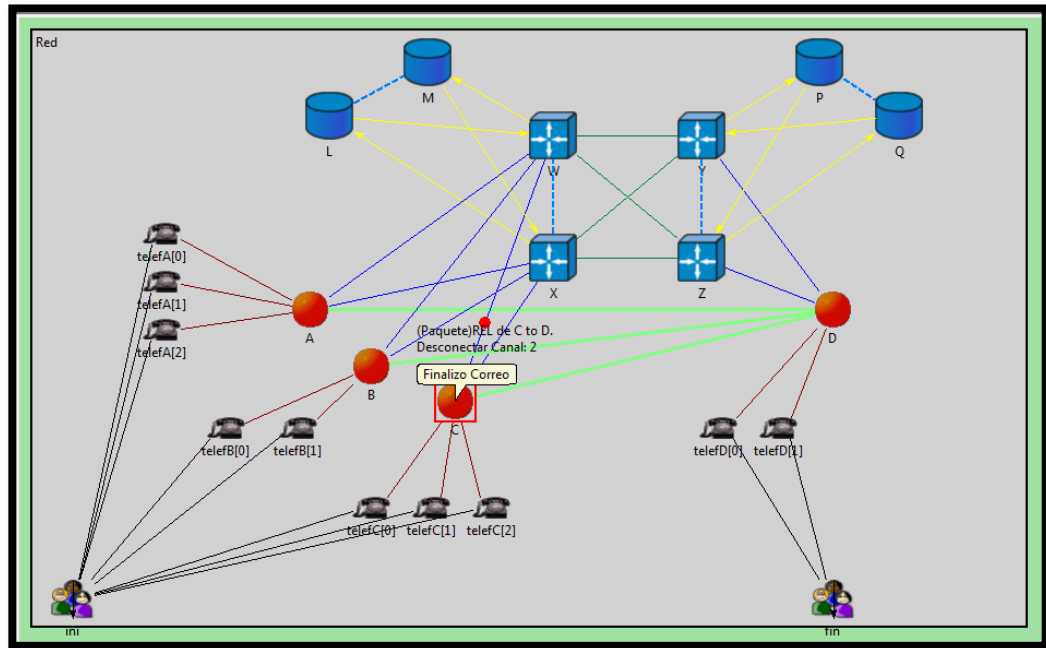 Red
M
P
L
W
Y
Q
telefA[0]
telefA[1]
X
Z
telefA[2]
A
D
(Paquete)REL de C to D.
Desconectar Canal: 2
Finalizo Correo
B
C
telefB[0]
telefB[1]
telefD[0]
telefD[1]
telefC[0]
telefC[1]
telefC[2]
ini
fin